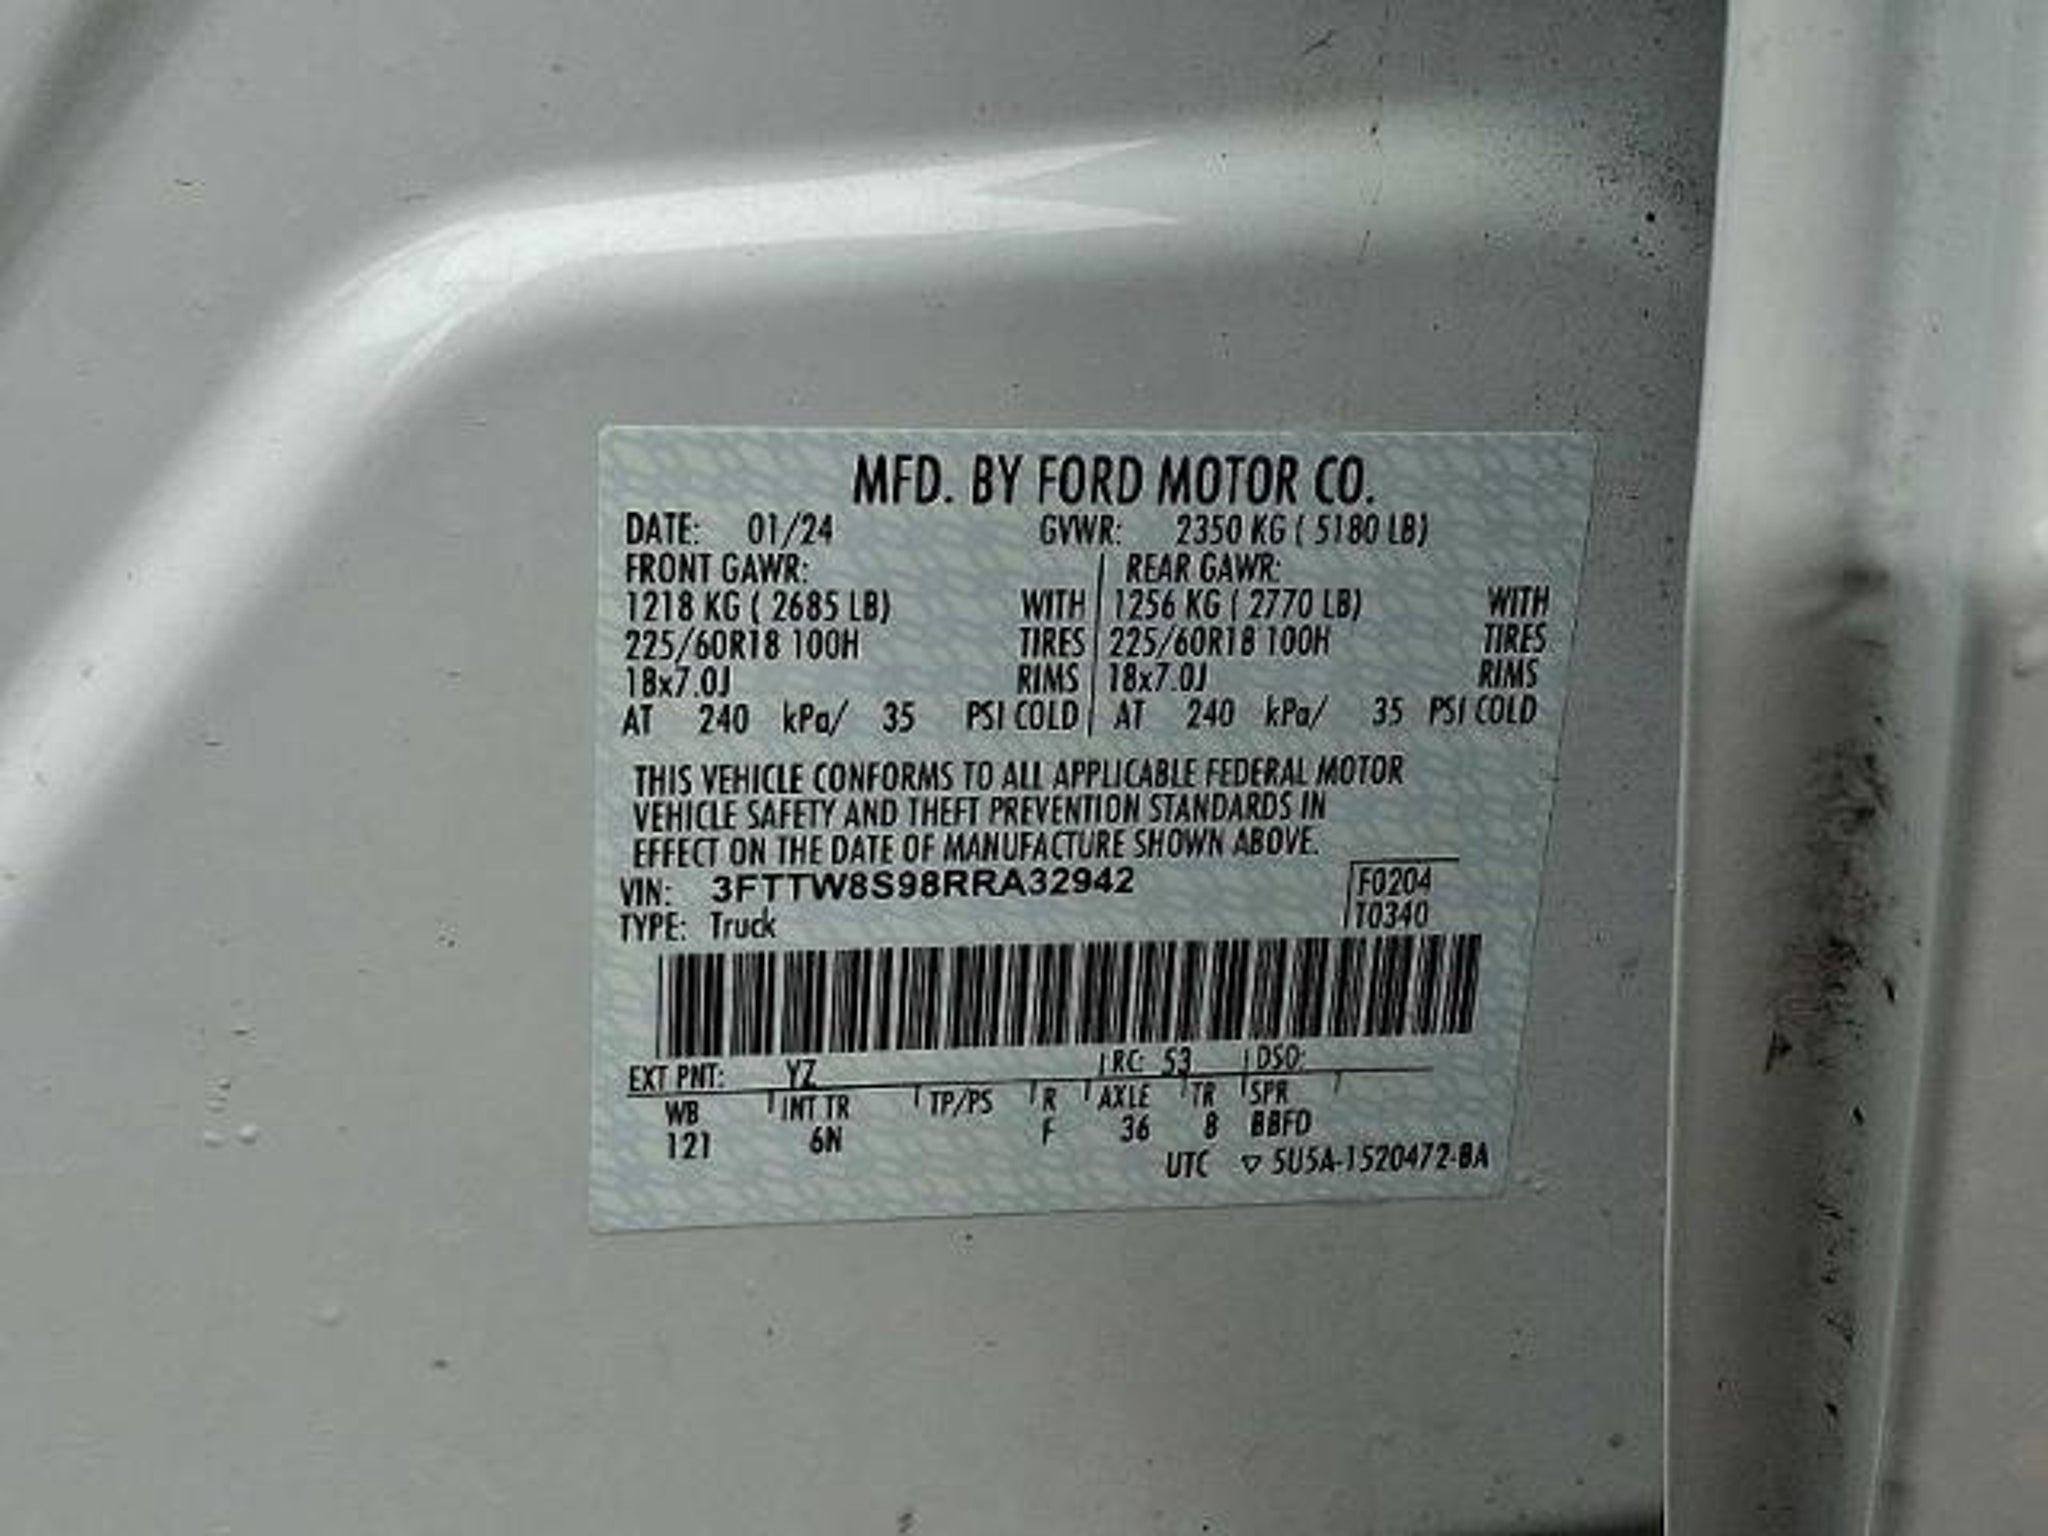 MFD. BY FORD MOTOR CO.
DATE: 01/24 GVWR: 2350 KG ( 5180 LB)
FRONT GAWR: REAR GAWR:
1218 KG ( 2685 LB) WITH 1256 KG ( 2770 LB) WITH
225/60R18 100H TIRES 225/60R18 100H TIRES
18x7.0J RIMS 18x7.0J RIMS
AT 240 kPa/ 35 PSI COLD AT 240 kPa/ 35 PSI COLD
THIS VEHICLE CONFORMS TO ALL APPLICABLE FEDERAL MOTOR
VEHICLE SAFETY AND THEFT PREVENTION STANDARDS IN
EFFECT ON THE DATE OF MANUFACTURE SHOWN ABOVE.
VIN: 3FTTW8S98RRA32942 F0204
TYPE: Truck T0340
EXT PNT: YZ RC: 53 DSO:
WB INT TR TP/PS R AXLE TR SPR
121 6N F 36 8 BBFD
UTC ▽ 5U5A-1520472-BA